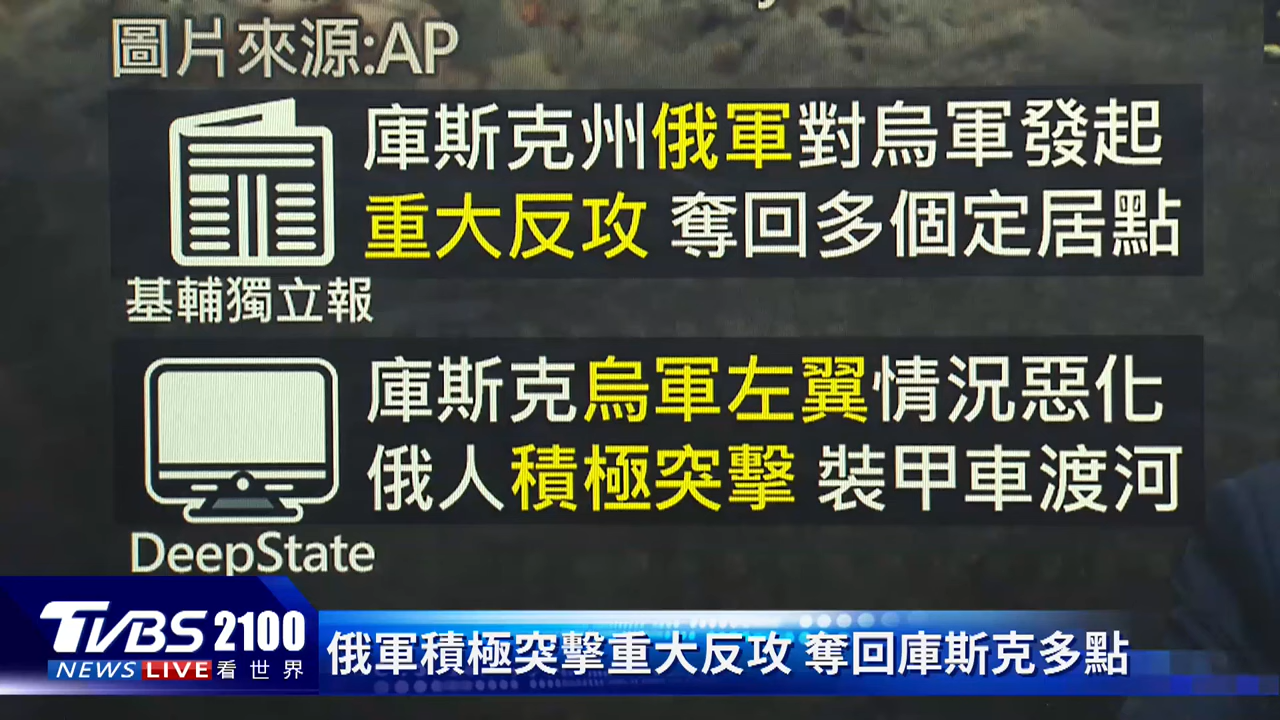 圖片來源:AP
庫斯克州俄軍對烏軍發起
重大反攻 奪回多個定居點
基輔獨立報
庫斯克烏軍左翼情況惡化
俄人積極突擊 裝甲車渡河
DeepState
TVBS 2100
NEWS LIVE 看世界
俄軍積極突擊重大反攻 奪回庫斯克多點